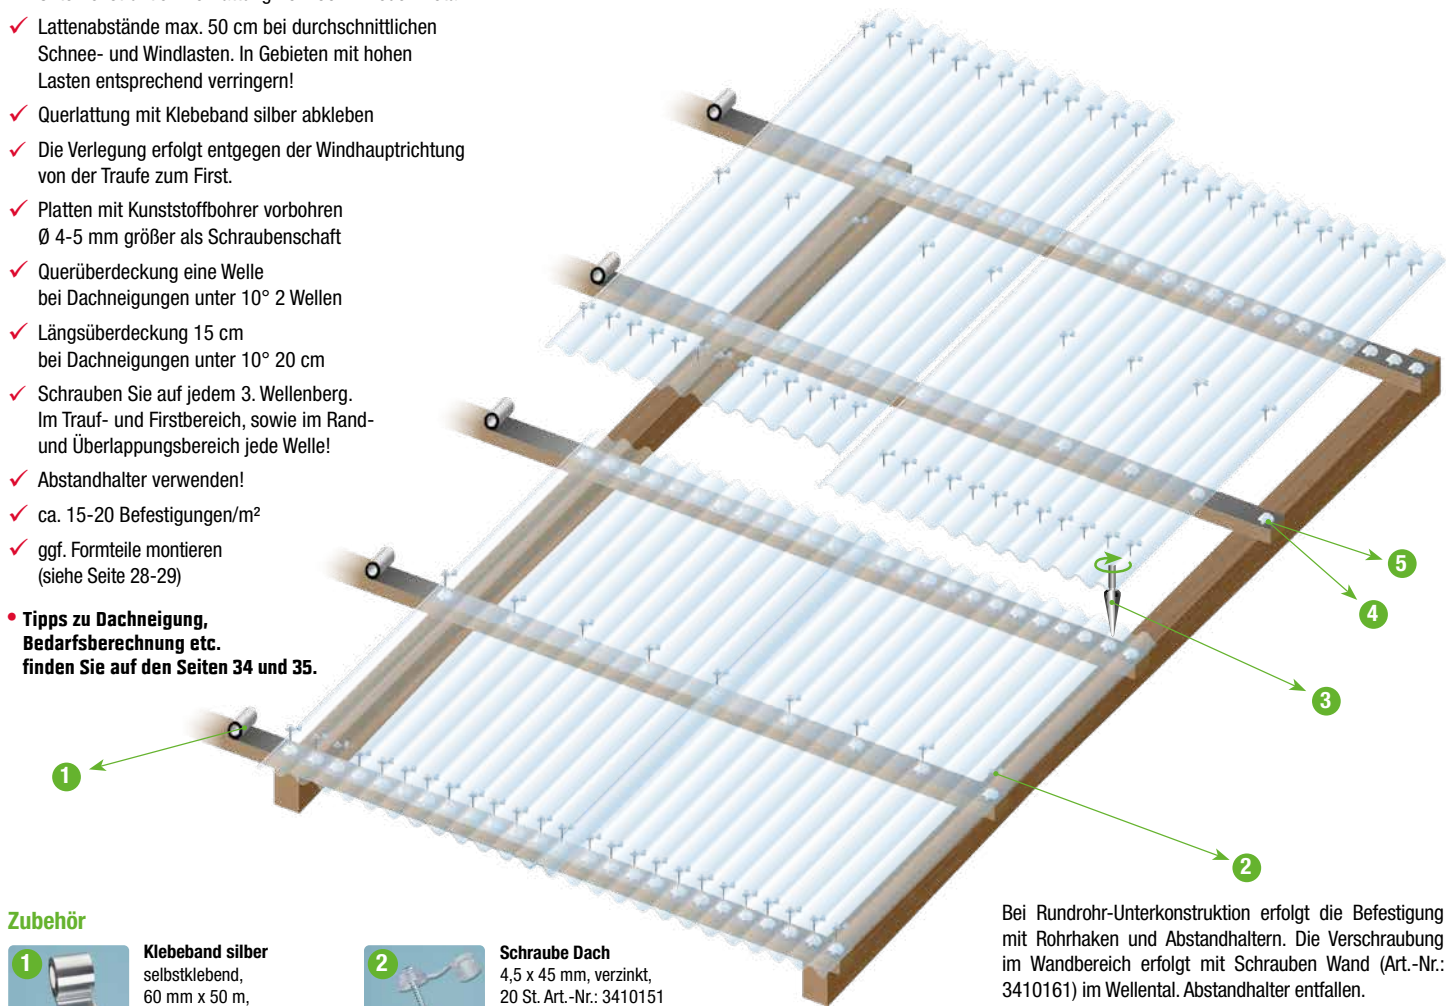 ✓ Lattenabstände max. 50 cm bei durchschnittlichen
Schnee- und Windlasten. In Gebieten mit hohen
Lasten entsprechend verringern!
✓ Querlattung mit Klebeband silber abkleben
✓ Die Verlegung erfolgt entgegen der Windhauptrichtung
von der Traufe zum First.
✓ Platten mit Kunststoffbohrer vorbohren
Ø 4-5 mm größer als Schraubenschaft
✓ Querüberdeckung eine Welle
bei Dachneigungen unter 10° 2 Wellen
✓ Längsüberdeckung 15 cm
bei Dachneigungen unter 10° 20 cm
✓ Schrauben Sie auf jedem 3. Wellenberg.
Im Trauf- und Firstbereich, sowie im Rand-
und Überlappungsbereich jede Welle!
✓ Abstandhalter verwenden!
✓ ca. 15-20 Befestigungen/m²
✓ ggf. Formteile montieren
(siehe Seite 28-29)
• Tipps zu Dachneigung,
Bedarfsberechnung etc.
finden Sie auf den Seiten 34 und 35.
5
4
3
1
2
Zubehör
1
Klebeband silber
selbstklebend,
60 mm x 50 m,
2
Schraube Dach
4,5 x 45 mm, verzinkt,
20 St. Art.-Nr.: 3410151
Bei Rundrohr-Unterkonstruktion erfolgt die Befestigung
mit Rohrhaken und Abstandhaltern. Die Verschraubung
im Wandbereich erfolgt mit Schrauben Wand (Art.-Nr.:
3410161) im Wellental. Abstandhalter entfallen.